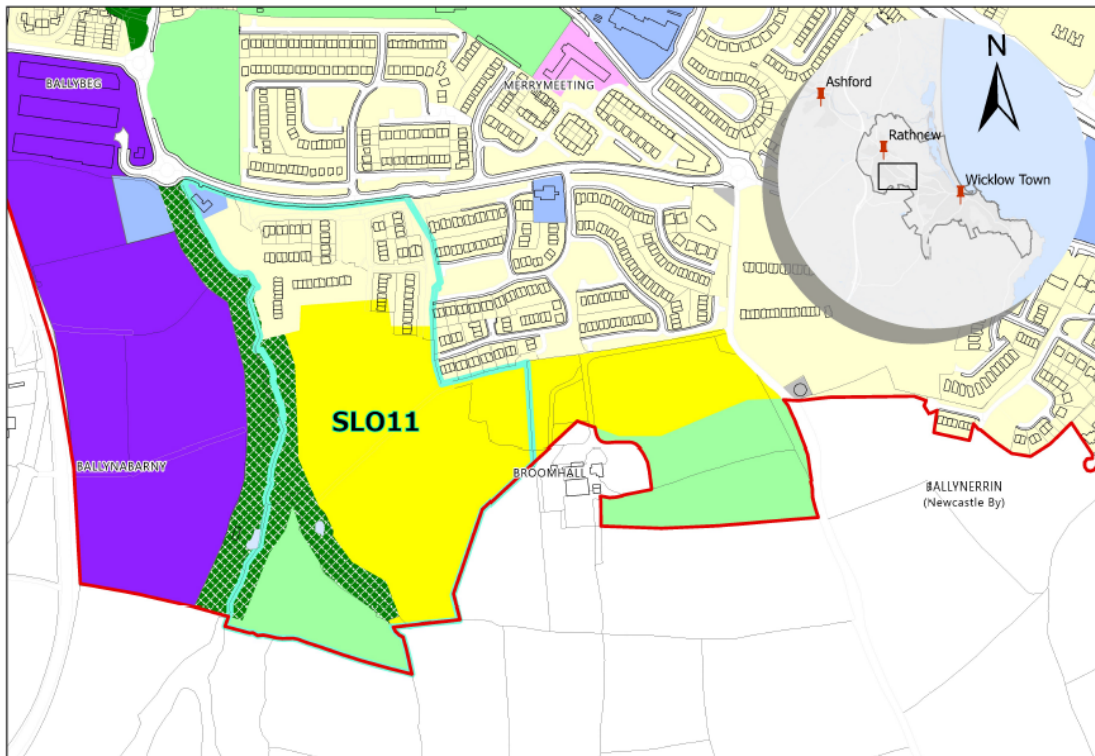 N
Ashford
BALLYBEG
MERRYMEETING
Rathnew
Wicklow Town
SLO11
BALLYNABARNY
BROOMHALL
BALLYNERRIN
(Newcastle By)